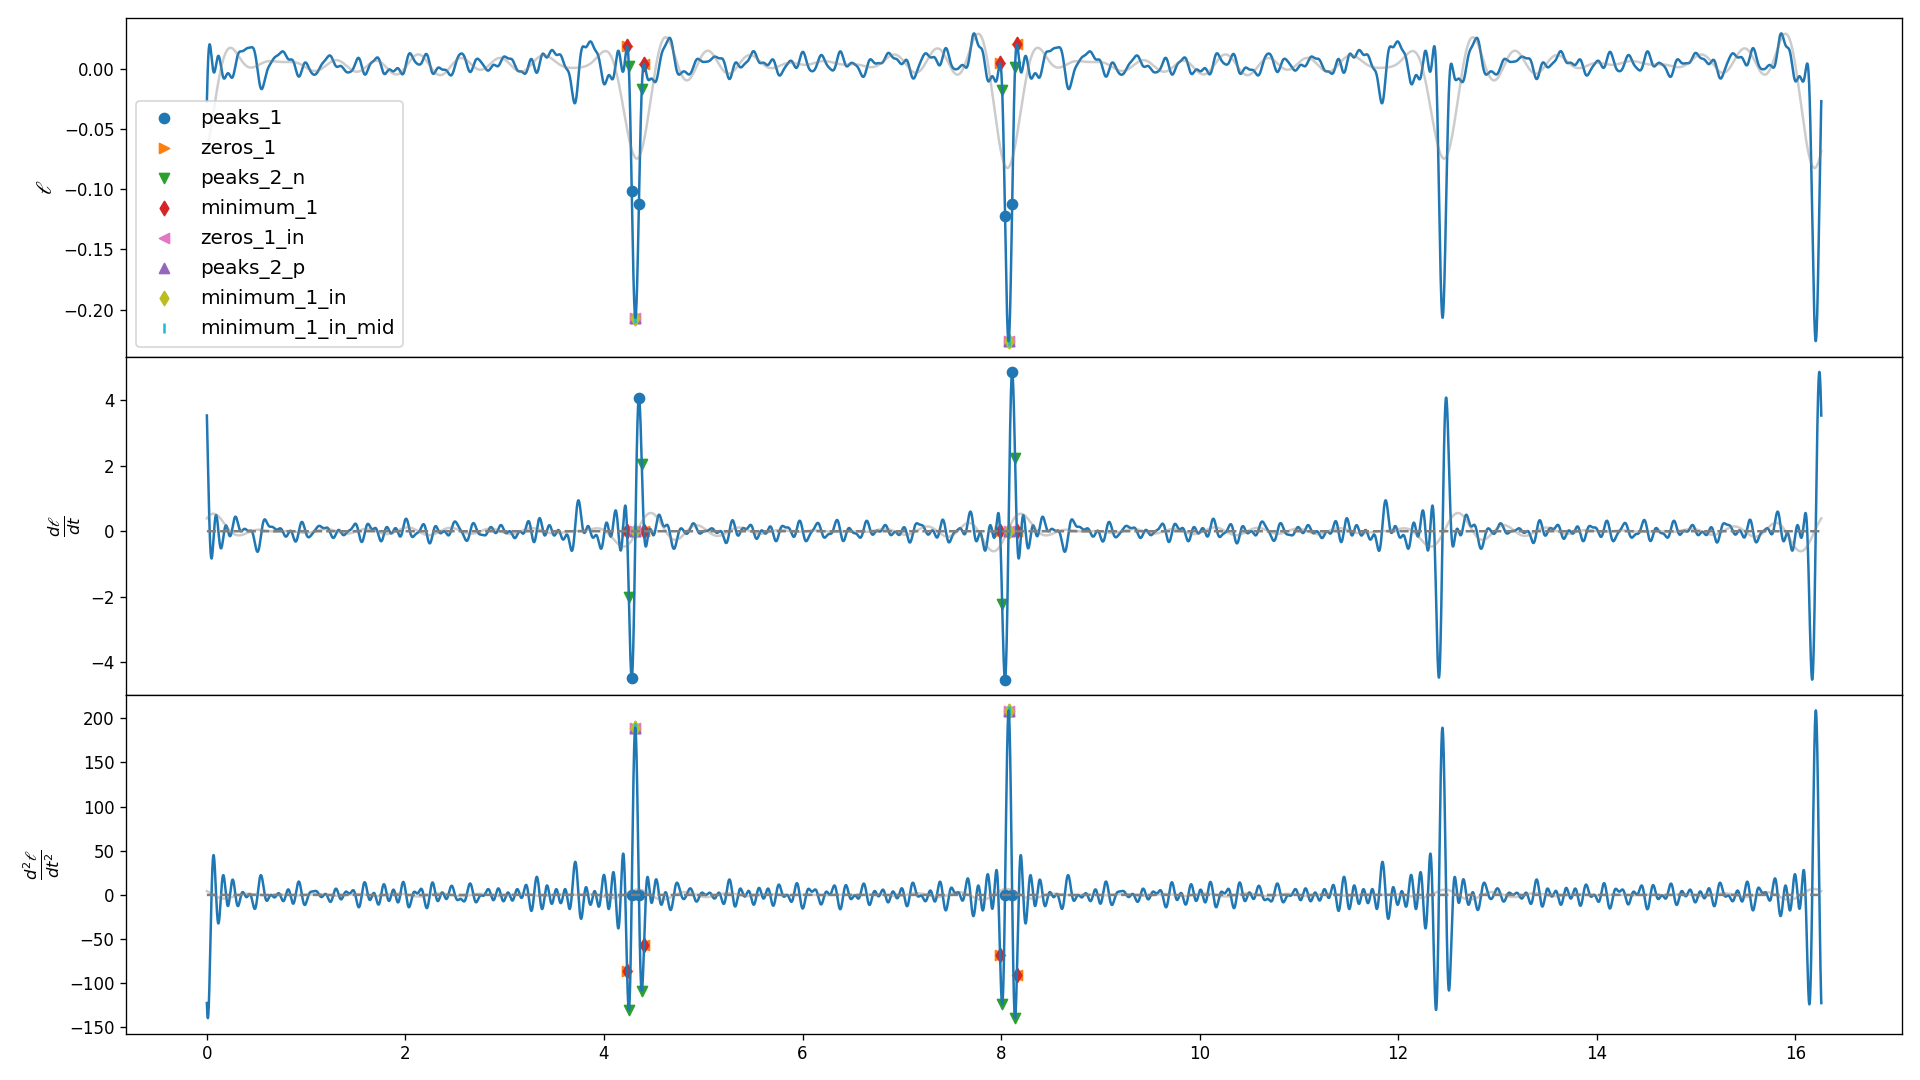 0.00
−0.05
−0.10
−0.15
−0.20
ℓ
peaks_1
zeros_1
peaks_2_n
minimum_1
zeros_1_in
peaks_2_p
minimum_1_in
minimum_1_in_mid
4
2
0
−2
−4
dℓ
dt
200
150
100
50
0
−50
−100
−150
d²ℓ
dt²
0 2 4 6 8 10 12 14 16